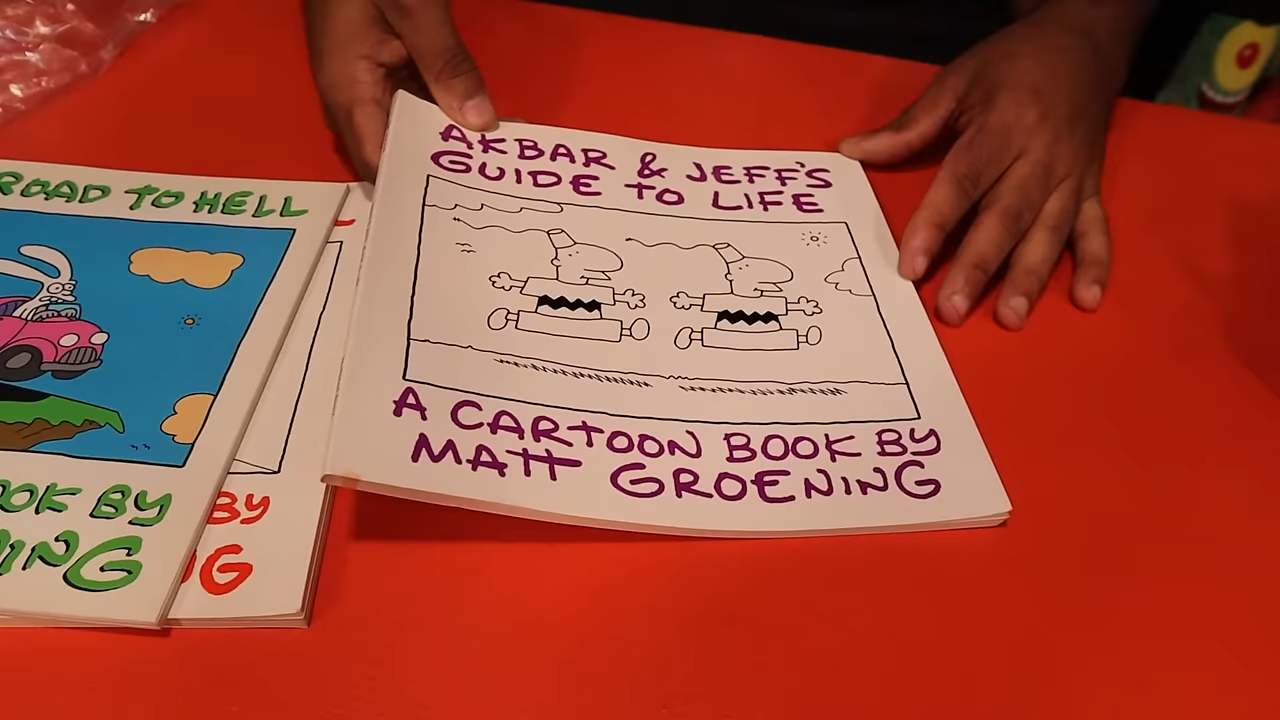 ROAD TO HELL
OOK BY
ING
BY
G
AKBAR & JEFF'S
GUIDE TO LIFE
A CARTOON BOOK BY
MATT GROENING